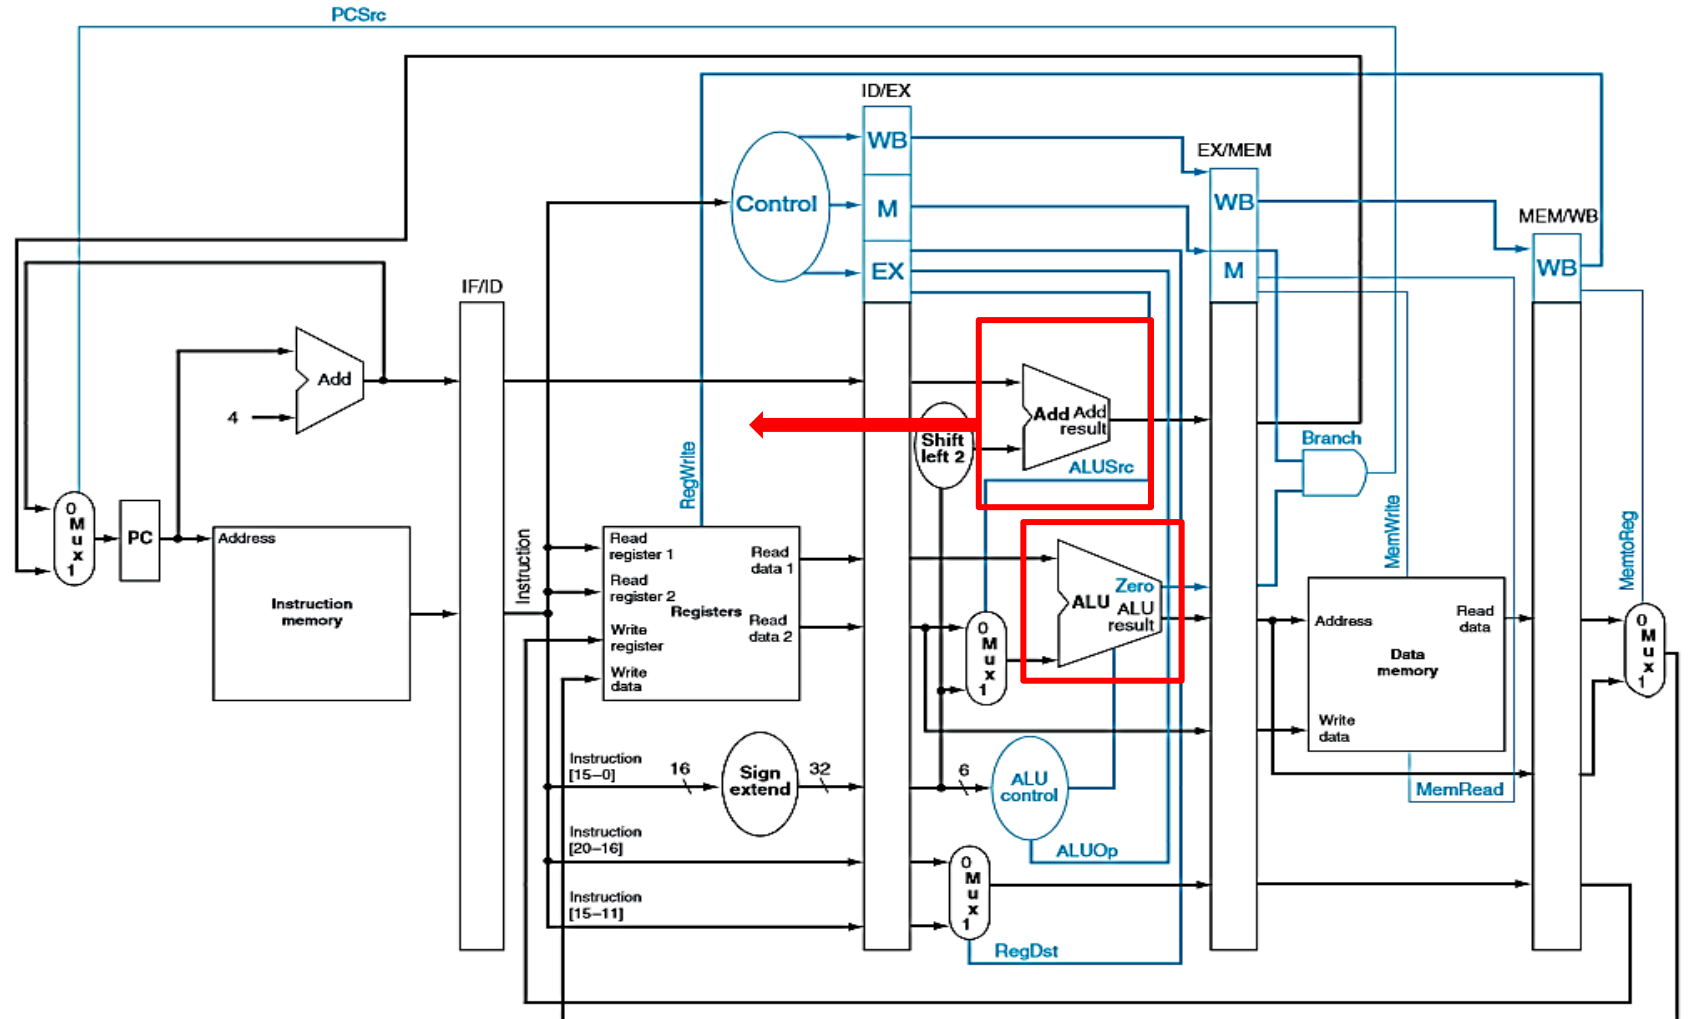 PCSrc
ID/EX
WB
EX/MEM
Control
M
WB
MEM/WB
EX
M
WB
IF/ID
Add
4
Add Add
result
Shift
left 2
Branch
ALUSrc
RegWrite
MemWrite
MemtoReg
0
M
u
x
1
PC
Address
Instruction
memory
Instruction
Read
register 1
Read
register 2
Write
register
Write
data
Registers
Read
data 1
Read
data 2
0
M
u
x
1
Zero
ALU
ALU
result
Address
Read
data
Data
memory
Write
data
0
M
u
x
1
MemRead
Instruction
[15–0]
16
Sign
extend
32
6
ALU
control
Instruction
[20–16]
ALUOp
Instruction
[15–11]
0
M
u
x
1
RegDst